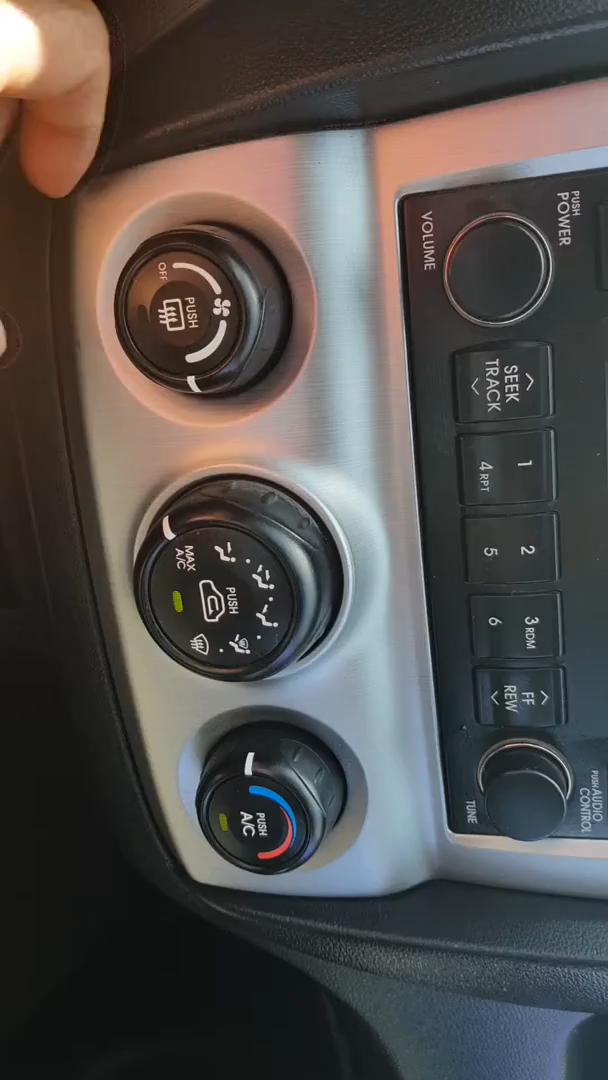 PUSH
POWER
VOLUME
SEEK
TRACK
1
4 RPT
2
5
3 RDM
6
FF
REW
PUSH AUDIO
CONTROL
TUNE
OFF
PUSH
MAX
A/C
PUSH
PUSH
A/C